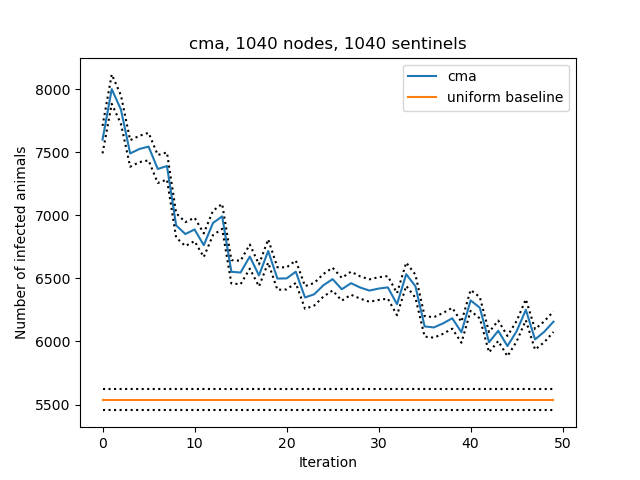 cma, 1040 nodes, 1040 sentinels
cma
uniform baseline
Number of infected animals
8000
7500
7000
6500
6000
5500
0 10 20 30 40 50
Iteration